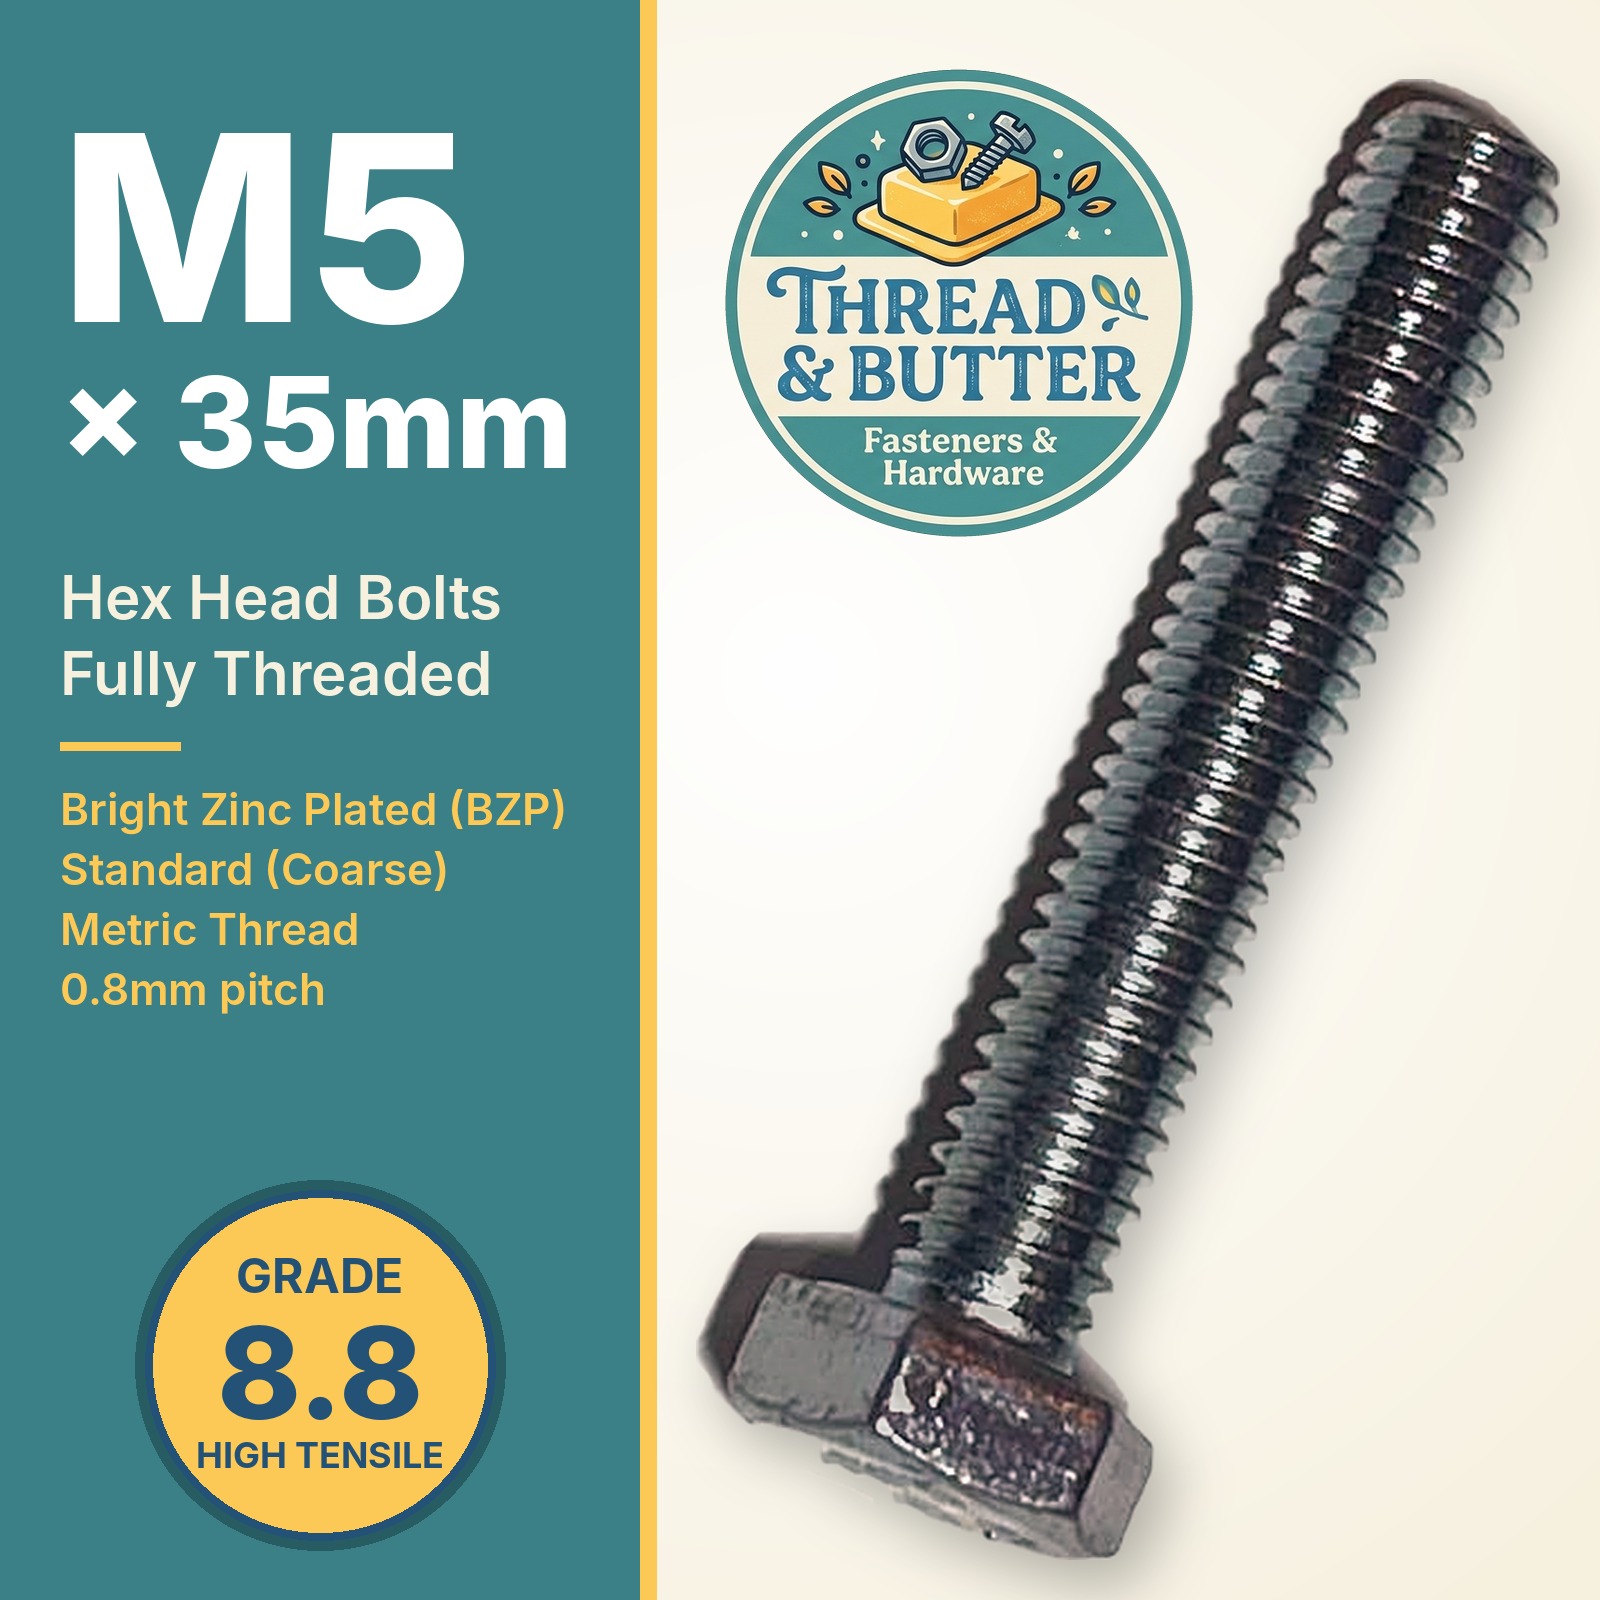 M5
× 35mm
Hex Head Bolts
Fully Threaded
Bright Zinc Plated (BZP)
Standard (Coarse)
Metric Thread
0.8mm pitch
GRADE
8.8
HIGH TENSILE
THREAD
& BUTTER
Fasteners &
Hardware